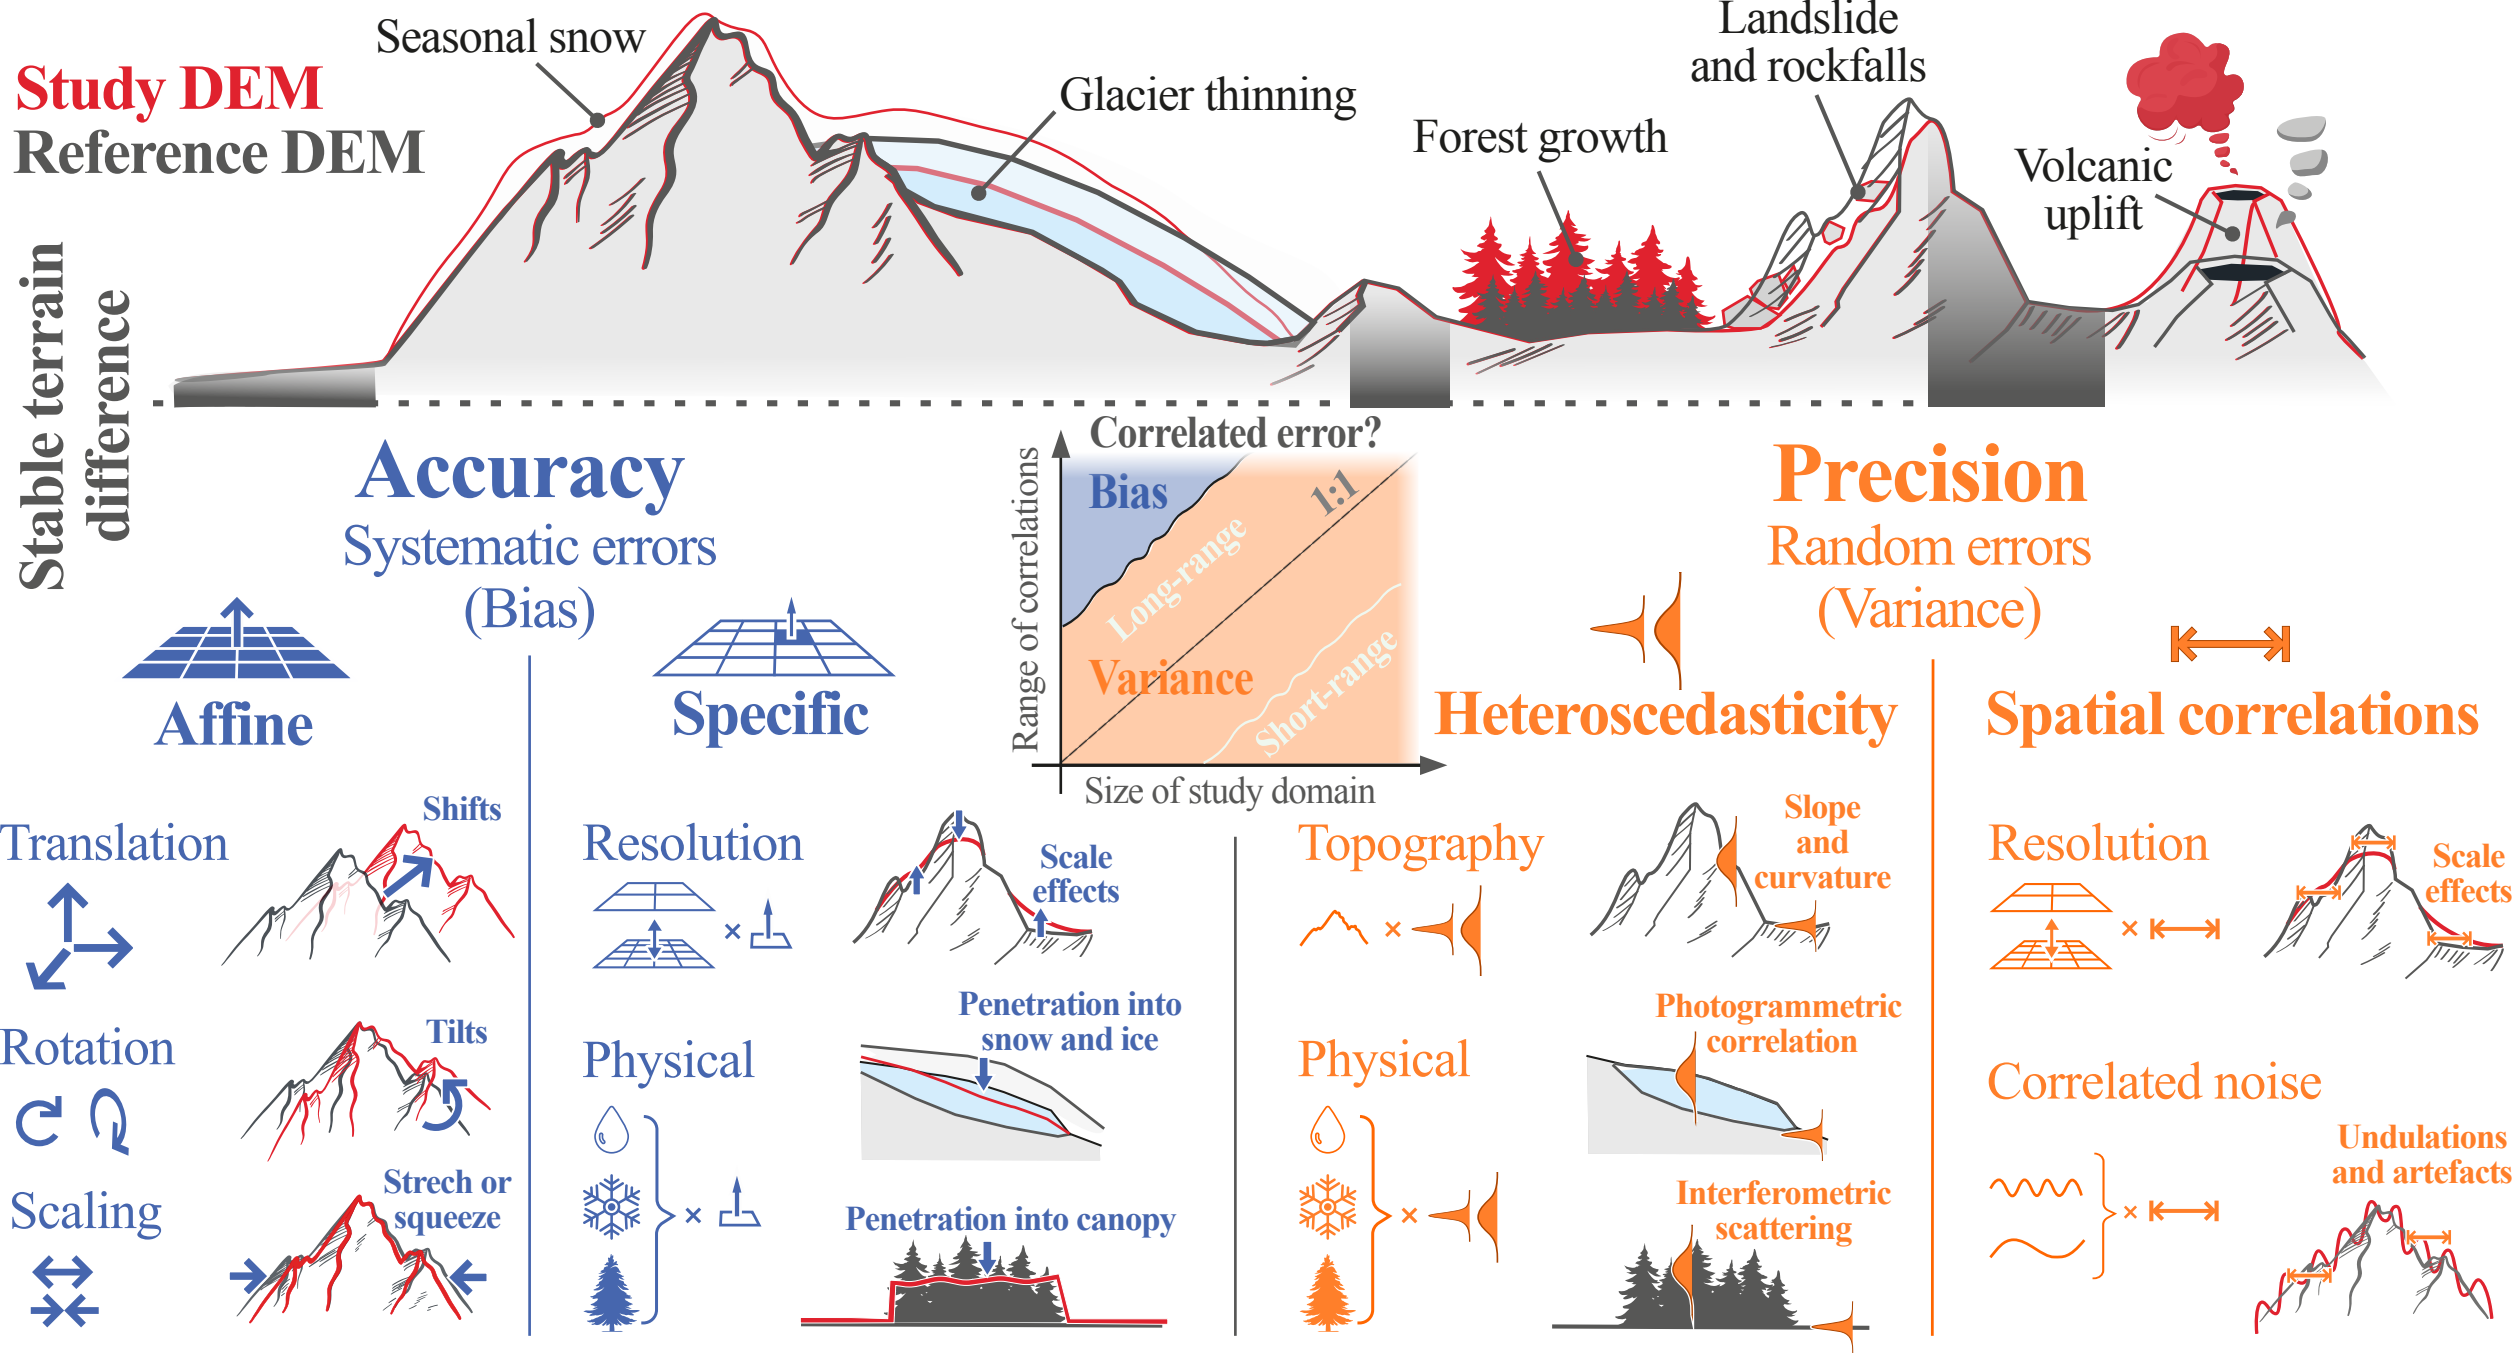 Study DEM
Reference DEM
Seasonal snow
Glacier thinning
Forest growth
Landslide
and rockfalls
Volcanic
uplift
Stable terrain
difference
Accuracy
Systematic errors
(Bias)
Affine
Specific
Correlated error?
Bias
1:1
Long-range
Variance
Short-range
Range of correlations
Size of study domain
Precision
Random errors
(Variance)
Heteroscedasticity
Spatial correlations
Translation
Shifts
Rotation
Tilts
Scaling
Strech or
squeeze
Resolution
×
Scale
effects
Physical
×
Penetration into
snow and ice
Penetration into canopy
Topography
×
Slope
and
curvature
Physical
×
Photogrammetric
correlation
Interferometric
scattering
Resolution
×
Scale
effects
Correlated noise
×
Undulations
and artefacts